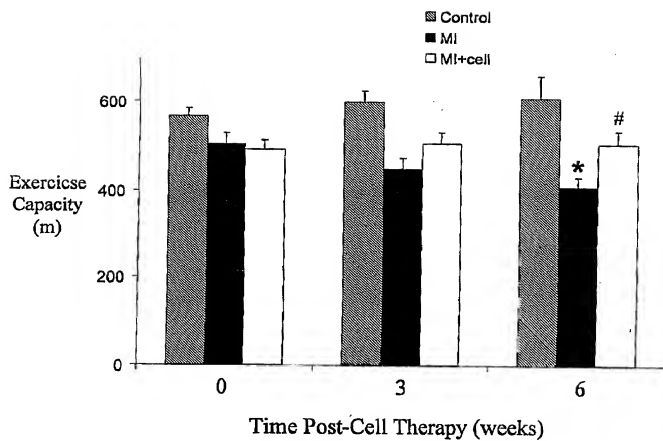 Control
MI
MI+cell
600
400
200
0
#
*
Exercicse
Capacity
(m)
0 3 6
Time Post-Cell Therapy (weeks)